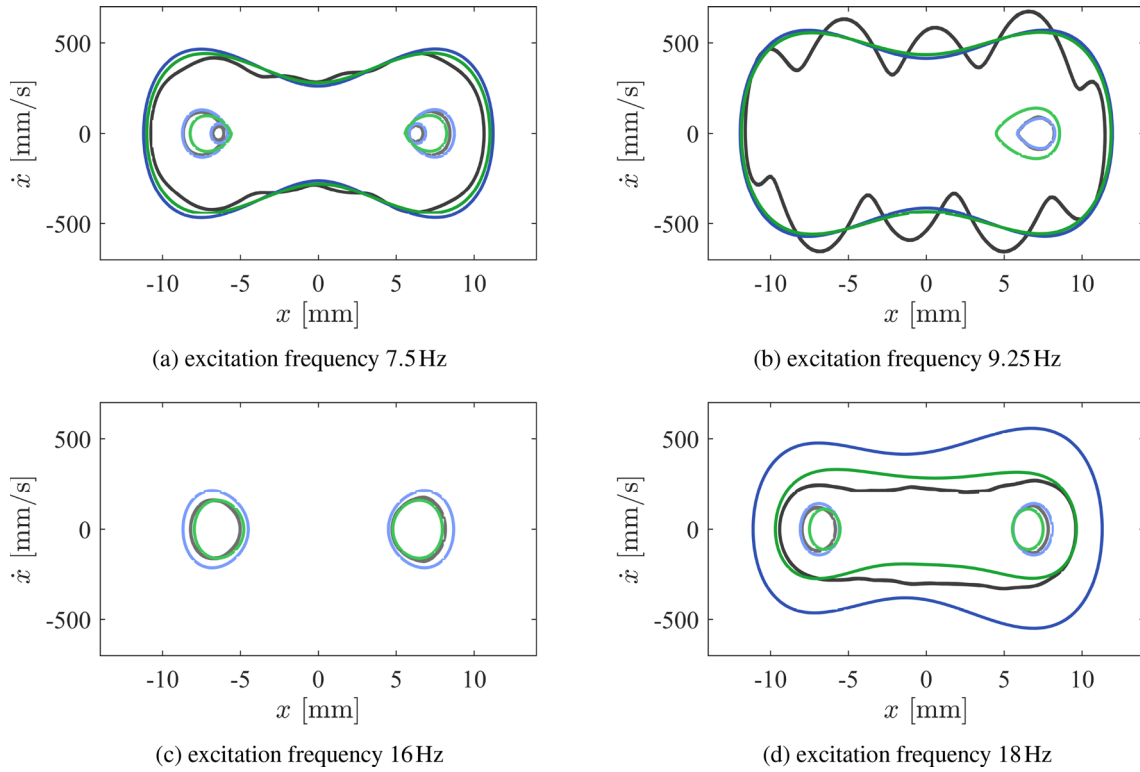 500
0
-500
ẋ [mm/s]
-10 -5 0 5 10
x [mm]
(a) excitation frequency 7.5 Hz
500
0
-500
ẋ [mm/s]
-10 -5 0 5 10
x [mm]
(b) excitation frequency 9.25 Hz
500
0
-500
ẋ [mm/s]
-10 -5 0 5 10
x [mm]
(c) excitation frequency 16 Hz
500
0
-500
ẋ [mm/s]
-10 -5 0 5 10
x [mm]
(d) excitation frequency 18 Hz